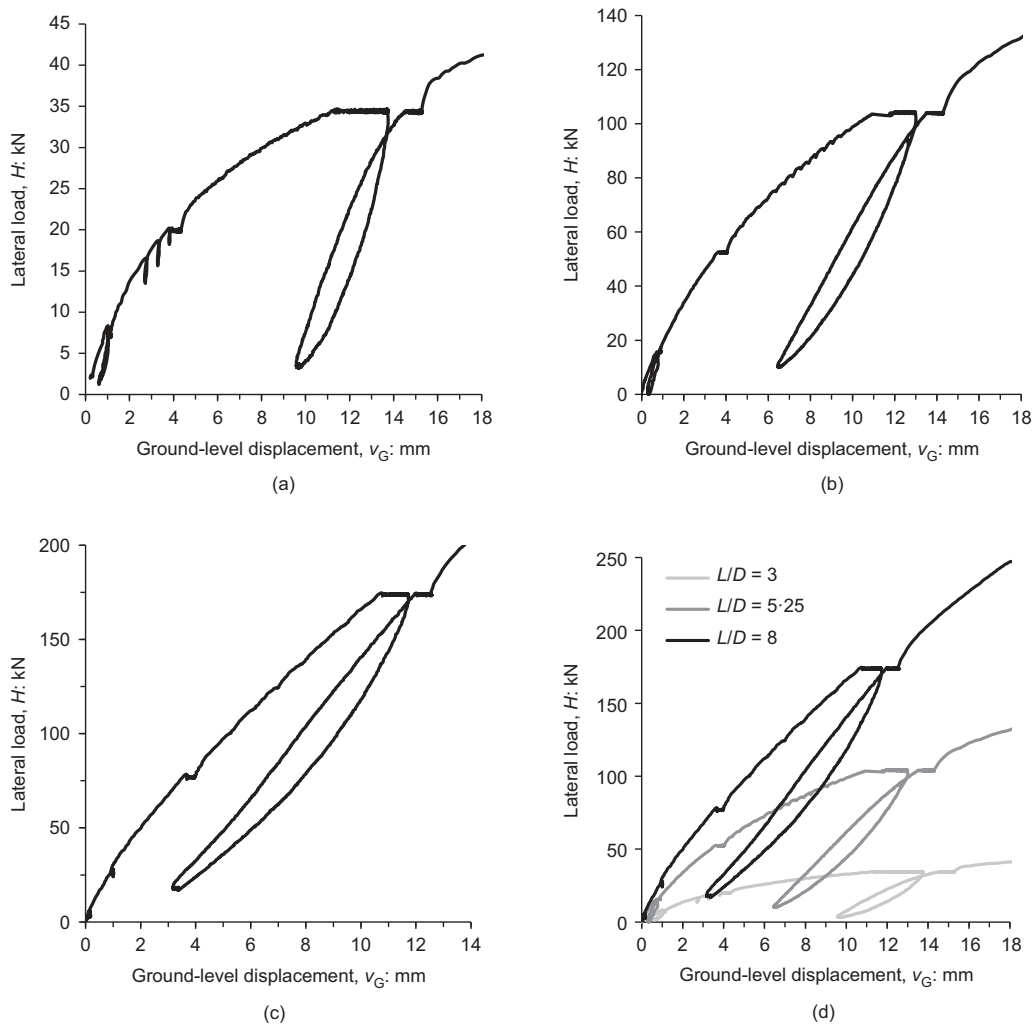 45
40
35
30
25
20
15
10
5
0
Lateral load, H: kN
0 2 4 6 8 10 12 14 16 18
Ground-level displacement, vG: mm
(a)
140
120
100
80
60
40
20
0
Lateral load, H: kN
0 2 4 6 8 10 12 14 16 18
Ground-level displacement, vG: mm
(b)
200
150
100
50
0
Lateral load, H: kN
0 2 4 6 8 10 12 14
Ground-level displacement, vG: mm
(c)
250
200
150
100
50
0
Lateral load, H: kN
L/D = 3
L/D = 5·25
L/D = 8
0 2 4 6 8 10 12 14 16 18
Ground-level displacement, vG: mm
(d)